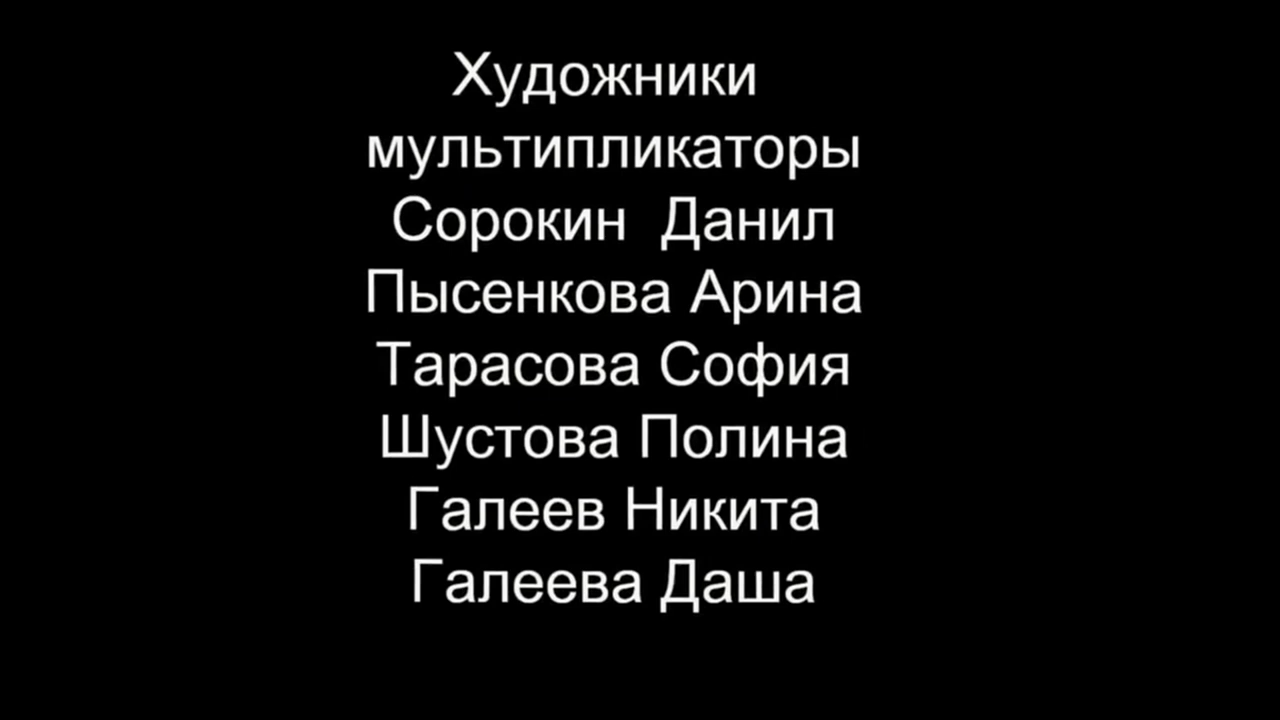 Художники
мультипликаторы
Сорокин Данил
Пысенкова Арина
Тарасова София
Шустова Полина
Галеев Никита
Галеева Даша